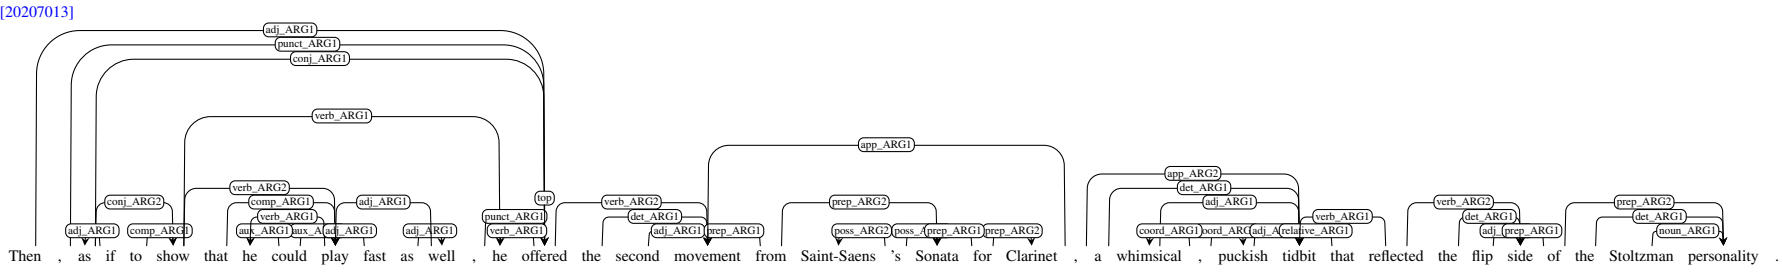 [20207013]
adj_ARG1
punct_ARG1
conj_ARG1
verb_ARG1
app_ARG1
app_ARG2
verb_ARG2 det_ARG1
top
conj_ARG2 comp_ARG1 adj_ARG1 verb_ARG2 prep_ARG2 adj_ARG1 verb_ARG2 prep_ARG2
verb_ARG1 punct_ARG1 det_ARG1 verb_ARG1 det_ARG1 det_ARG1
adj_ARG1 comp_ARG1 aux_ARG1 adj_ARG1 adj_ARG1 verb_ARG1 adj_ARG1 prep_ARG1 poss_ARG2 prep_ARG1 prep_ARG2 coord_ARG1 relative_ARG1 prep_ARG1 noun_ARG1
Then , as if to show that he could play fast as well , he offered the second movement from Saint-Saens 's Sonata for Clarinet , a whimsical , puckish tidbit that reflected the flip side of the Stoltzman personality .